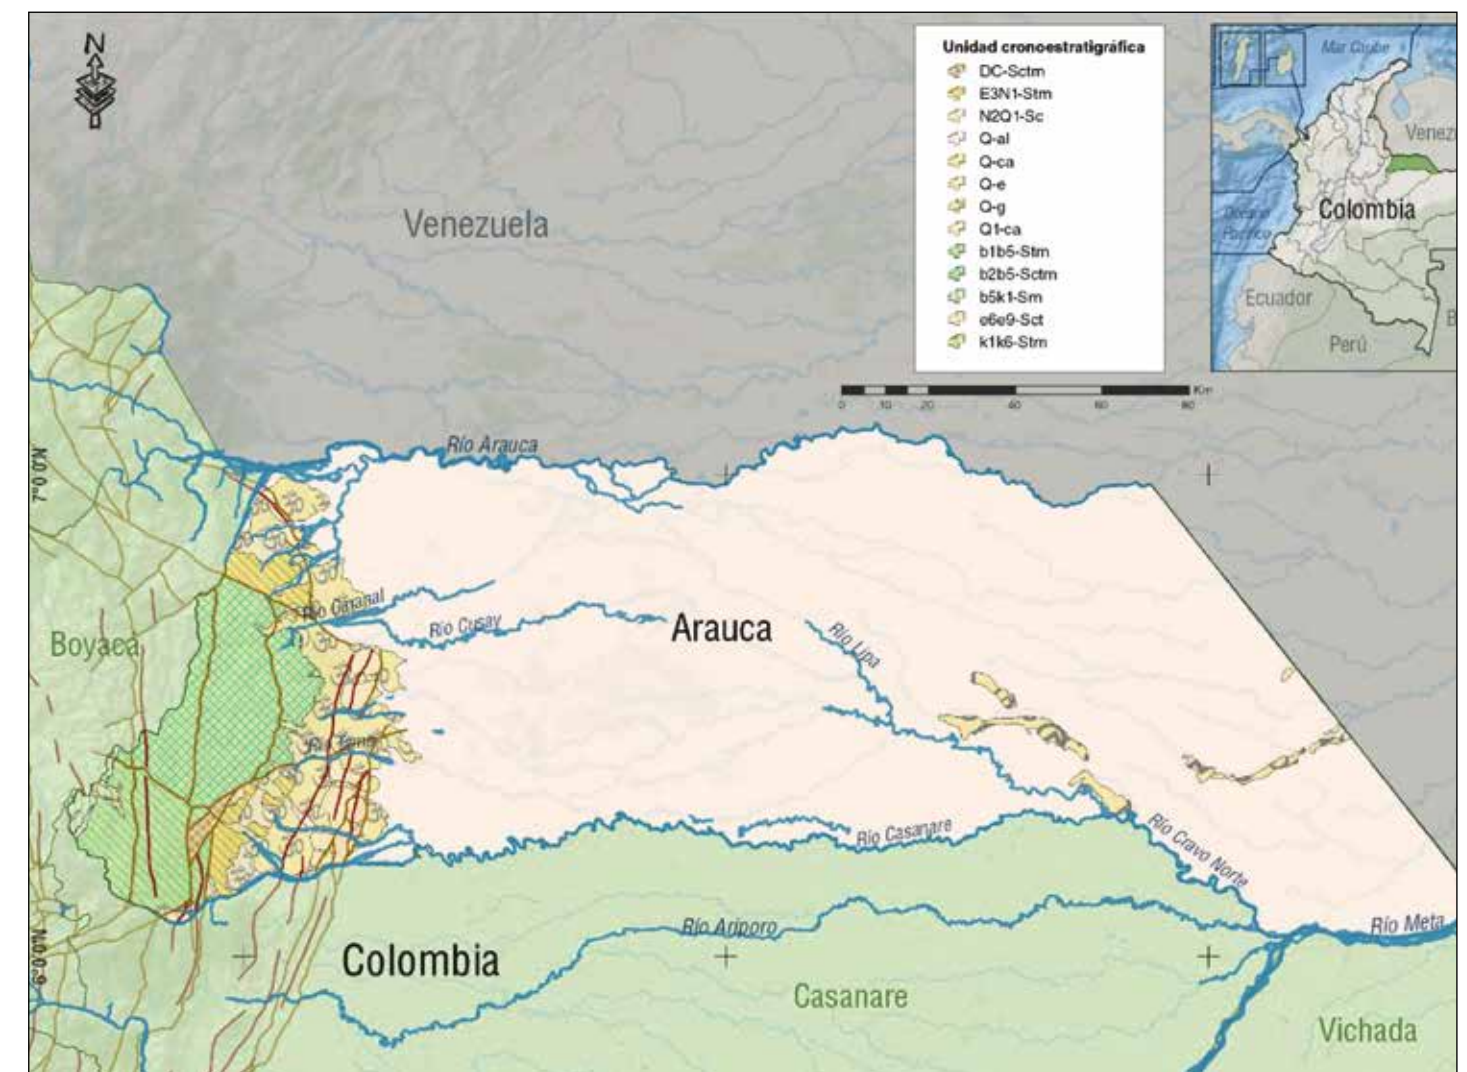 N
Unidad cronoestratigráfica
DC-Sctm
E3N1-Stm
N2Q1-Sc
Q-al
Q-ca
Q-e
Q-g
Q1-ca
b1b5-Stm
b2b5-Sctm
b5k1-Sm
e6e9-Sct
k1k6-Stm
Mar Caribe
Venez
Colombia
Océano
Pacífico
Ecuador
Perú
B
Km
0 10 20 40 60 80
Venezuela
Río Arauca
7°0'0"N
Río Cusay
Arauca
Río Lipa
Boyacá
Río Casanare
Río Cravo Norte
Río Ariporo
Río Meta
6°0'0"N
Colombia
Casanare
Vichada